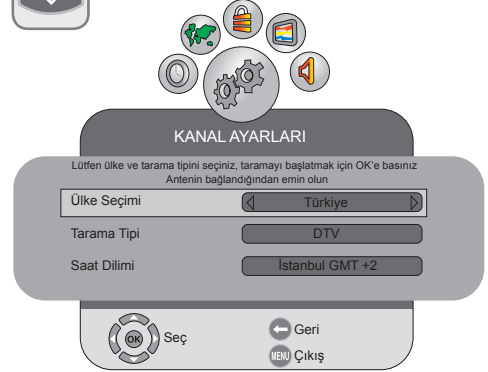 KANAL AYARLARI
Lütfen ülke ve tarama tipini seçiniz, taramayı başlatmak için OK'e basınız
Antenin bağlandığından emin olun
Ülke Seçimi Türkiye
Tarama Tipi DTV
Saat Dilimi İstanbul GMT +2
OK Seç
Geri
MENU Çıkış